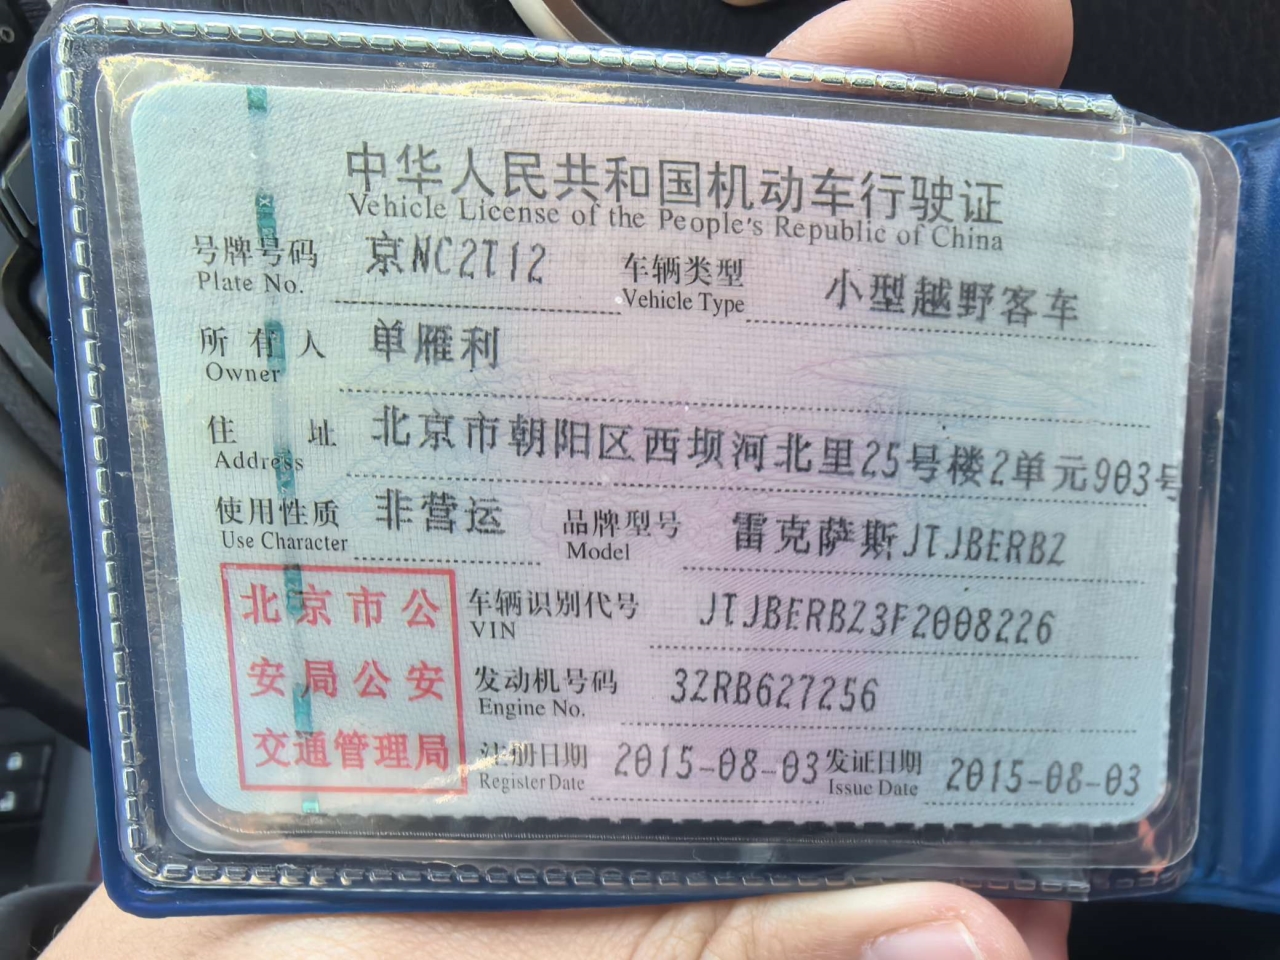 中华人民共和国机动车行驶证
Vehicle License of the People's Republic of China
号牌号码 京NC2T12 车辆类型 小型越野客车
Plate No. Vehicle Type
所有人 单雁利
Owner
住址 北京市朝阳区西坝河北里25号楼2单元903号
Address
使用性质 非营运 品牌型号 雷克萨斯JTJBERBZ
Use Character Model
北京市公
安局公安
交通管理局
车辆识别代号 JTJBERBZ3F2008226
VIN
发动机号码 3ZRB627256
Engine No.
注册日期 2015-08-03 发证日期 2015-08-03
Register Date Issue Date